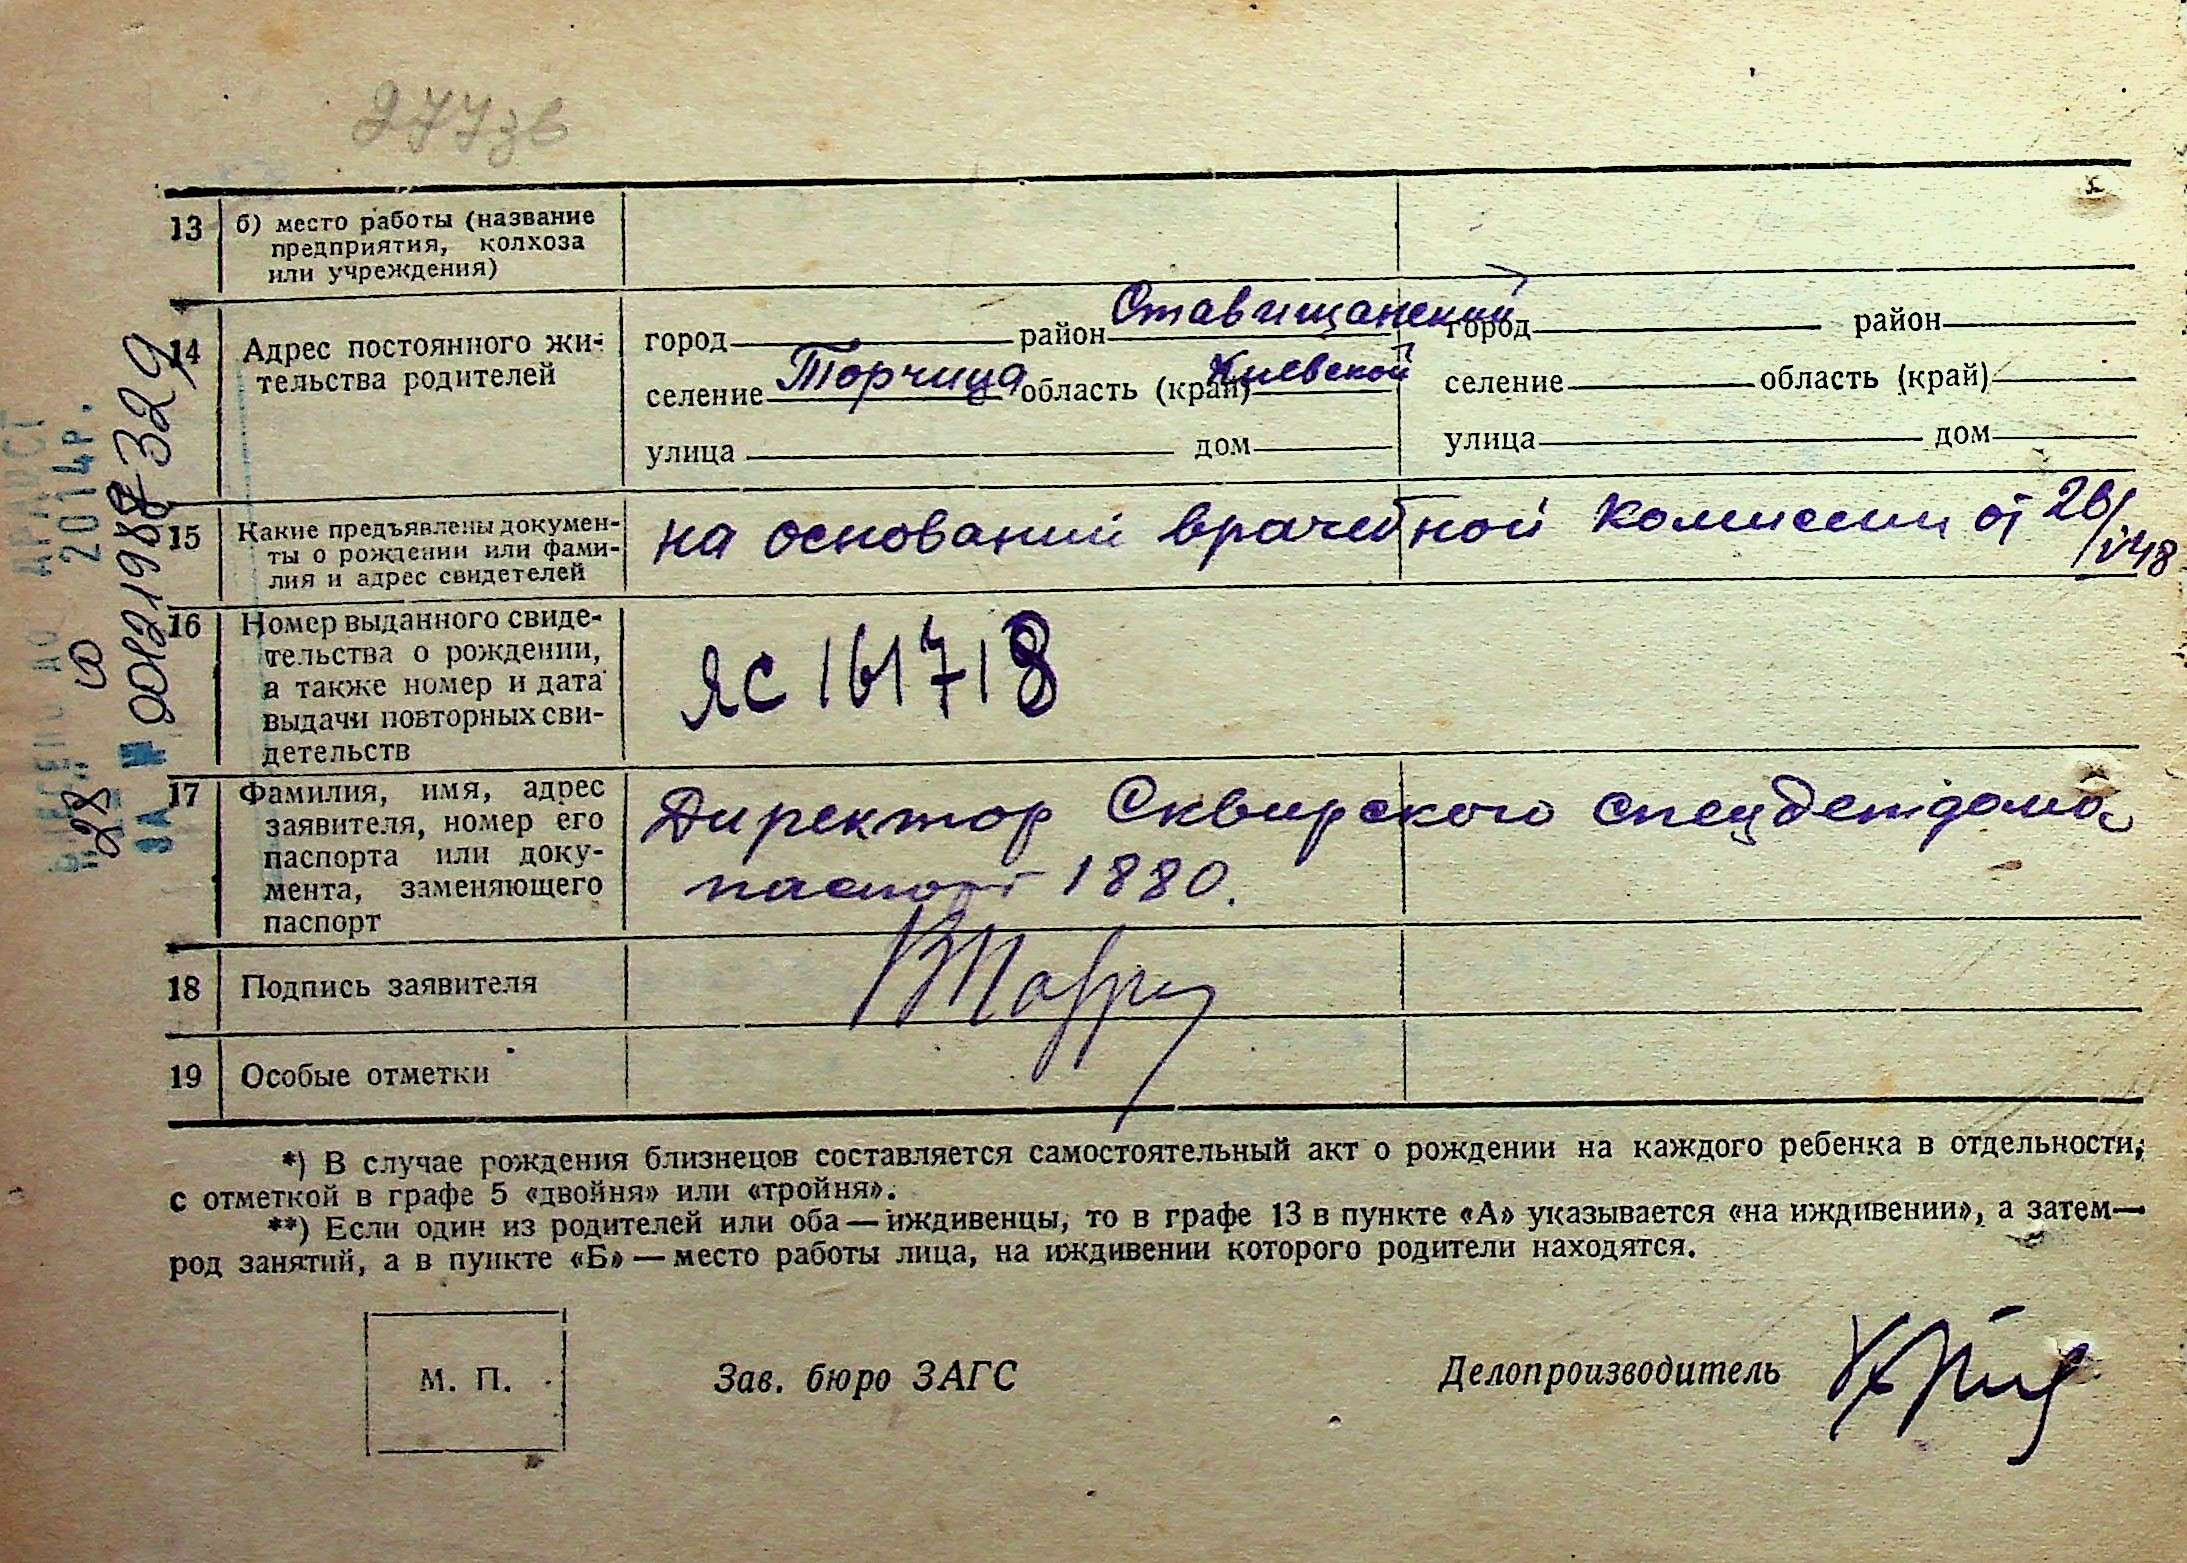 277зв
13 б) место работы (название
предприятия, колхоза
или учреждения)
14 Адрес постоянного жи-
тельства родителей
город район Ставищанский
селение Торчица область (край) Киевской
улица дом
город район
селение область (край)
улица дом
15 Какие предъявлены докумен-
ты о рождении или фами-
лия и адрес свидетелей
на основании врачебной комиссии от 26/V 48
16 Номер выданного свиде-
тельства о рождении,
а также номер и дата
выдачи повторных сви-
детельств
ЯС 161718
17 Фамилия, имя, адрес
заявителя, номер его
паспорта или доку-
мента, заменяющего
паспорт
Директор Сквирского спецдетдома
паспорт 1880.
18 Подпись заявителя
19 Особые отметки
*) В случае рождения близнецов составляется самостоятельный акт о рождении на каждого ребенка в отдельности,
с отметкой в графе 5 «двойня» или «тройня».
**) Если один из родителей или оба — иждивенцы, то в графе 13 в пункте «А» указывается «на иждивении», а затем —
род занятий, а в пункте «Б» — место работы лица, на иждивении которого родители находятся.
М. П.
Зав. бюро ЗАГС
Делопроизводитель
28 2014р.
ЗА №